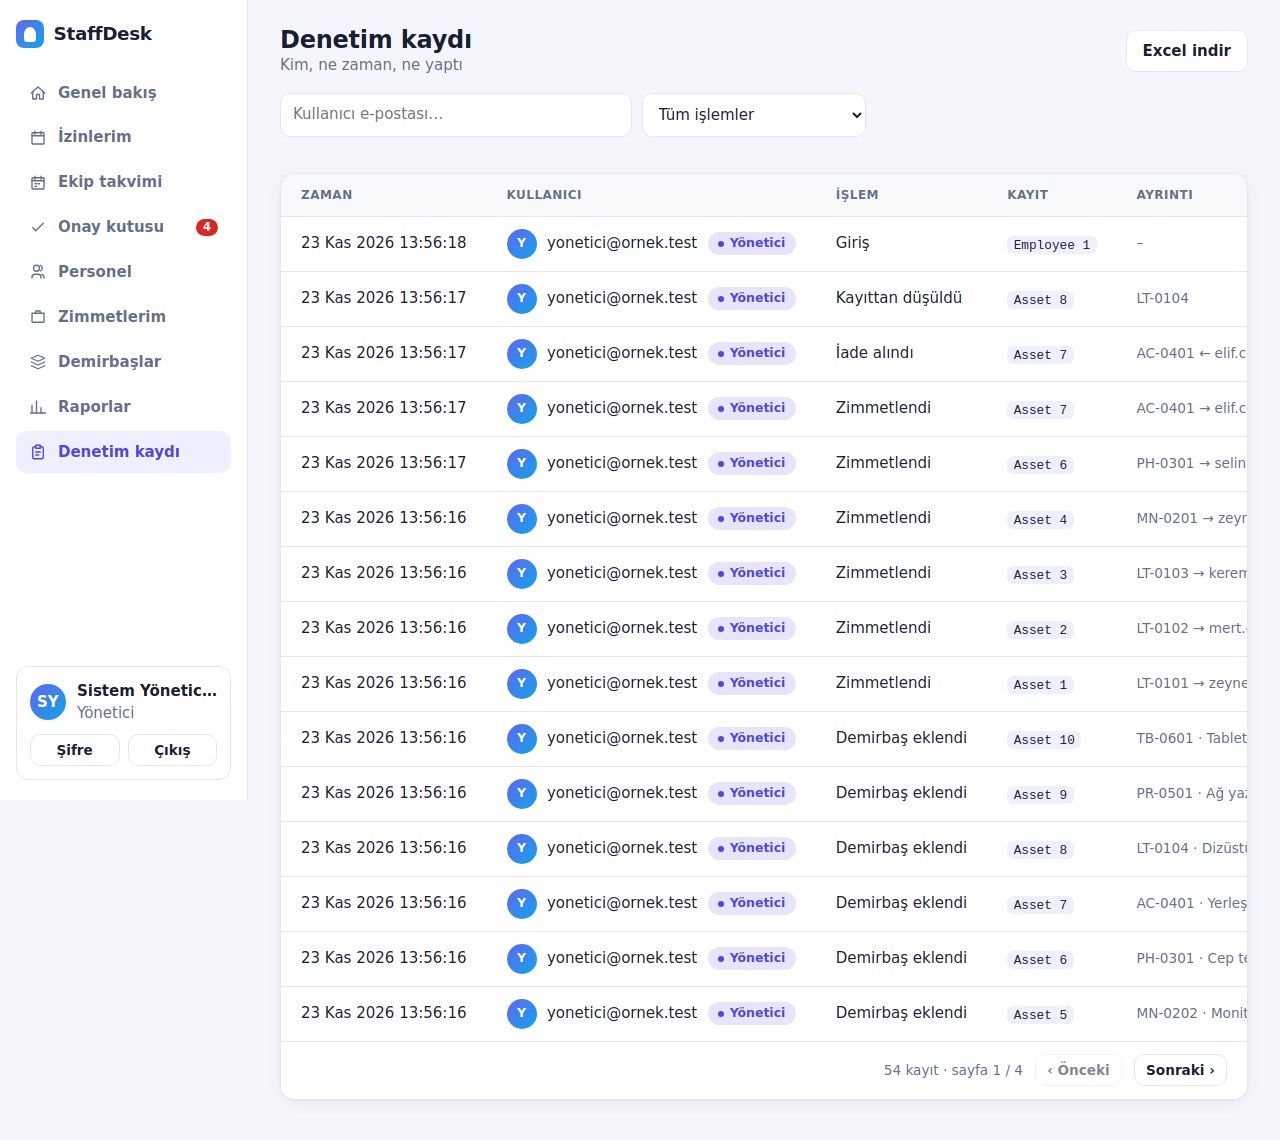 StaffDesk
Genel bakış
İzinlerim
Ekip takvimi
Onay kutusu 4
Personel
Zimmetlerim
Demirbaşlar
Raporlar
Denetim kaydı
SY Sistem Yönetic…
Yönetici
Şifre Çıkış
Denetim kaydı
Kim, ne zaman, ne yaptı
Excel indir
Kullanıcı e-postası… Tüm işlemler
ZAMAN KULLANICI İŞLEM KAYIT AYRINTI
23 Kas 2026 13:56:18 Y yonetici@ornek.test Yönetici Giriş Employee 1 –
23 Kas 2026 13:56:17 Y yonetici@ornek.test Yönetici Kayıttan düşüldü Asset 8 LT-0104
23 Kas 2026 13:56:17 Y yonetici@ornek.test Yönetici İade alındı Asset 7 AC-0401 ← elif.c
23 Kas 2026 13:56:17 Y yonetici@ornek.test Yönetici Zimmetlendi Asset 7 AC-0401 → elif.c
23 Kas 2026 13:56:17 Y yonetici@ornek.test Yönetici Zimmetlendi Asset 6 PH-0301 → selin
23 Kas 2026 13:56:16 Y yonetici@ornek.test Yönetici Zimmetlendi Asset 4 MN-0201 → zeyn
23 Kas 2026 13:56:16 Y yonetici@ornek.test Yönetici Zimmetlendi Asset 3 LT-0103 → kerem
23 Kas 2026 13:56:16 Y yonetici@ornek.test Yönetici Zimmetlendi Asset 2 LT-0102 → mert.
23 Kas 2026 13:56:16 Y yonetici@ornek.test Yönetici Zimmetlendi Asset 1 LT-0101 → zeyne
23 Kas 2026 13:56:16 Y yonetici@ornek.test Yönetici Demirbaş eklendi Asset 10 TB-0601 · Tablet
23 Kas 2026 13:56:16 Y yonetici@ornek.test Yönetici Demirbaş eklendi Asset 9 PR-0501 · Ağ yaz
23 Kas 2026 13:56:16 Y yonetici@ornek.test Yönetici Demirbaş eklendi Asset 8 LT-0104 · Dizüstü
23 Kas 2026 13:56:16 Y yonetici@ornek.test Yönetici Demirbaş eklendi Asset 7 AC-0401 · Yerleş
23 Kas 2026 13:56:16 Y yonetici@ornek.test Yönetici Demirbaş eklendi Asset 6 PH-0301 · Cep te
23 Kas 2026 13:56:16 Y yonetici@ornek.test Yönetici Demirbaş eklendi Asset 5 MN-0202 · Monit
54 kayıt · sayfa 1 / 4 ‹ Önceki Sonraki ›